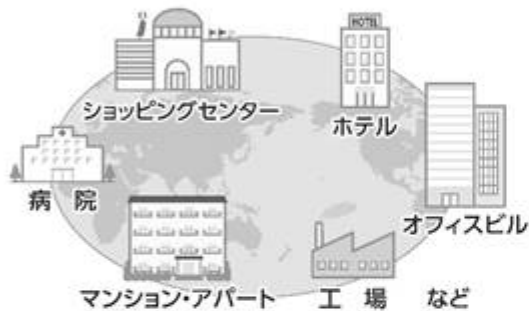 HOTEL
ショッピングセンター
ホテル
病　院
オフィスビル
マンション・アパート
工　場　など